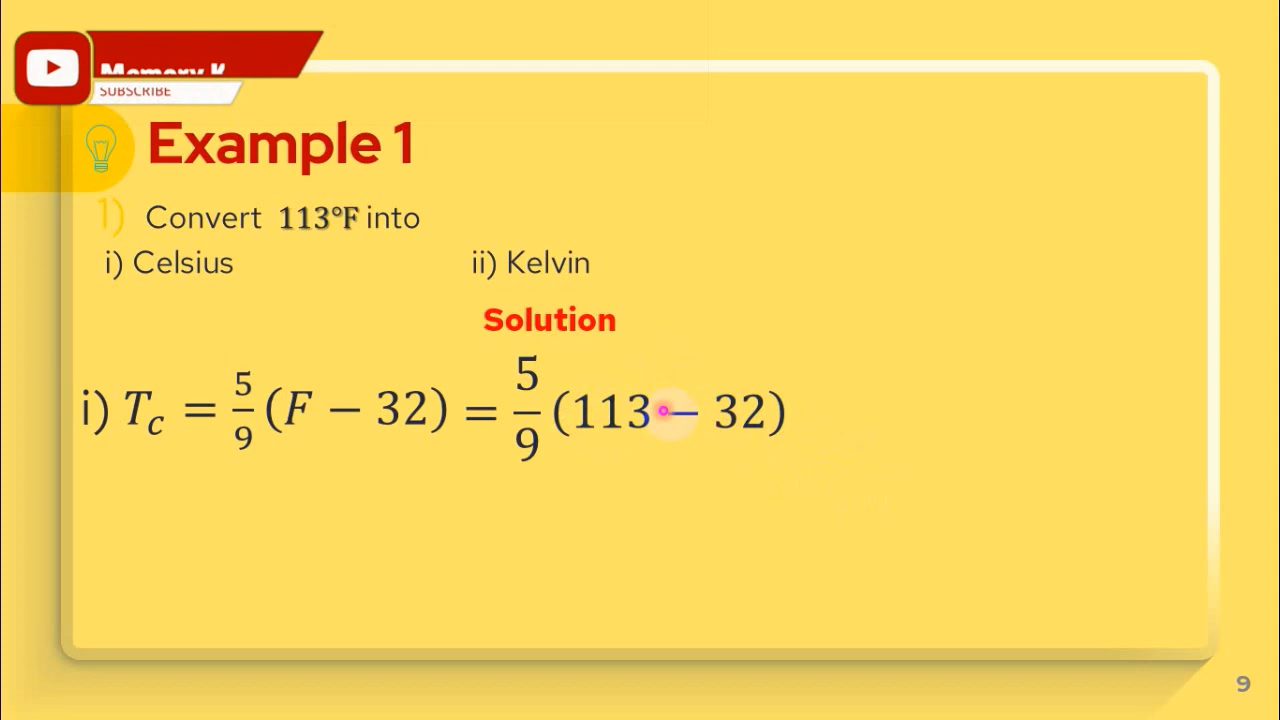 SUBSCRIBE
Example 1
1) Convert 113°F into
i) Celsius ii) Kelvin
Solution
i) T_c = 5/9 (F − 32) = 5/9 (113 − 32)
9